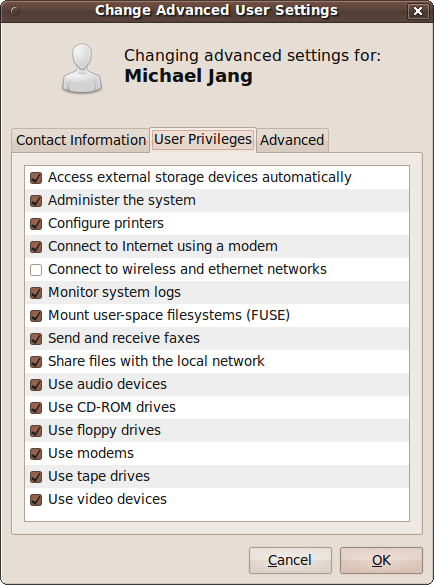 Change Advanced User Settings
Changing advanced settings for:
Michael Jang
Contact Information
User Privileges
Advanced
Access external storage devices automatically
Administer the system
Configure printers
Connect to Internet using a modem
Connect to wireless and ethernet networks
Monitor system logs
Mount user-space filesystems (FUSE)
Send and receive faxes
Share files with the local network
Use audio devices
Use CD-ROM drives
Use floppy drives
Use modems
Use tape drives
Use video devices
Cancel
OK